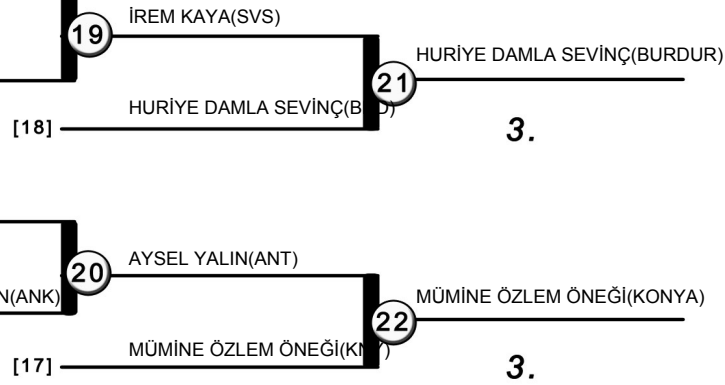 İREM KAYA(SVS)
19
HURİYE DAMLA SEVİNÇ(BURDUR)
21
HURİYE DAMLA SEVİNÇ(B
[18]
3.
AYSEL YALIN(ANT)
20
N(ANK)
MÜMİNE ÖZLEM ÖNEĞİ(KONYA)
22
MÜMİNE ÖZLEM ÖNEĞİ(KNY)
[17]
3.